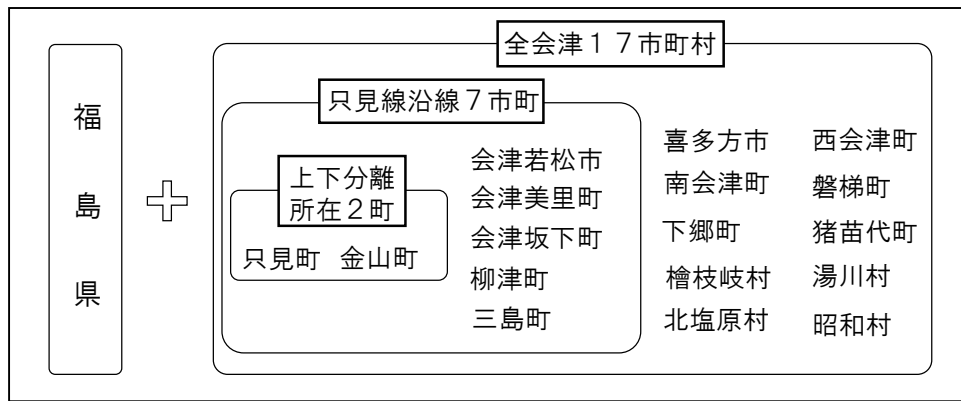 全会津１７市町村
福島県
只見線沿線７市町
上下分離
所在２町
只見町 金山町
会津若松市
会津美里町
会津坂下町
柳津町
三島町
喜多方市
南会津町
下郷町
檜枝岐村
北塩原村
西会津町
磐梯町
猪苗代町
湯川村
昭和村